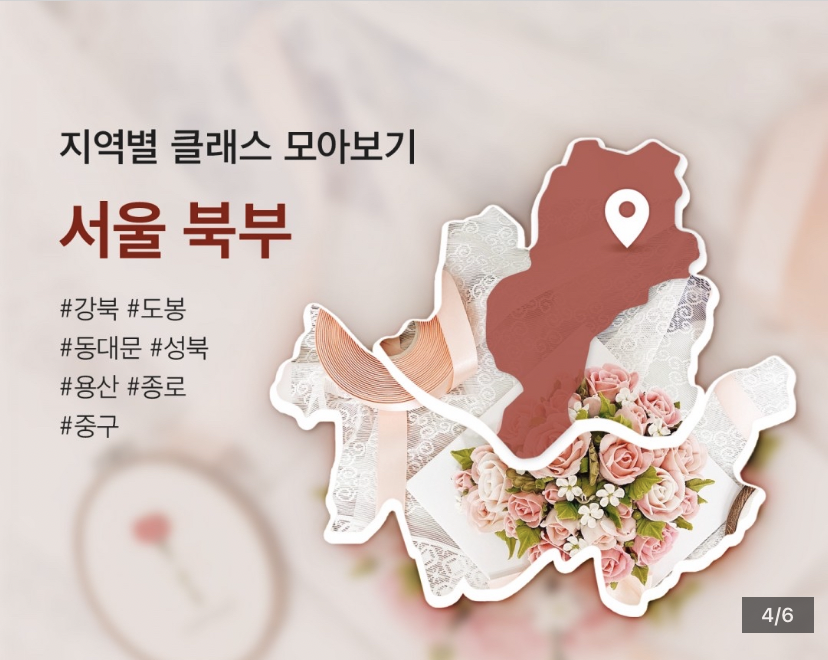 지역별 클래스 모아보기
서울 북부
#강북 #도봉
#동대문 #성북
#용산 #종로
#중구
4/6